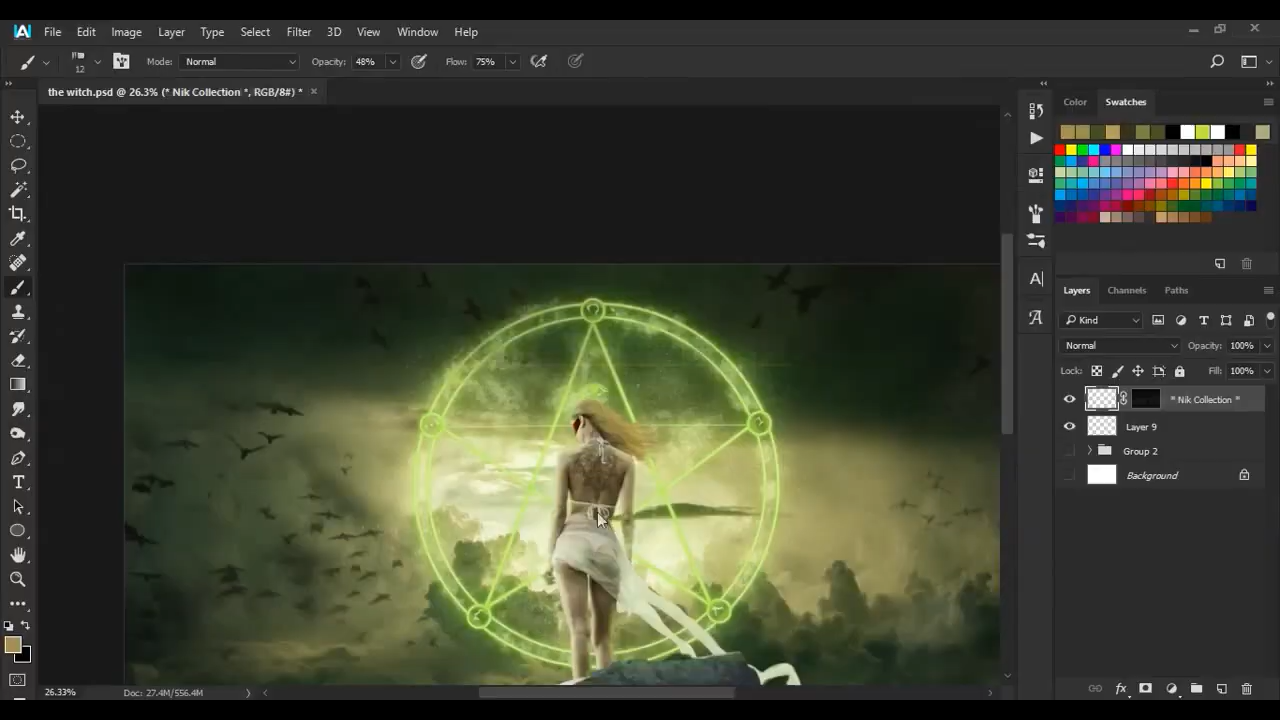 File Edit Image Layer Type Select Filter 3D View Window Help
12 Mode: Normal Opacity: 48% Flow: 75%
the witch.psd @ 26.3% (* Nik Collection *, RGB/8#) *
Color Swatches
Layers Channels Paths
Kind
Normal Opacity: 100%
Lock: Fill: 100%
* Nik Collection *
Layer 9
Group 2
Background
26.33% Doc: 27.4M/556.4M